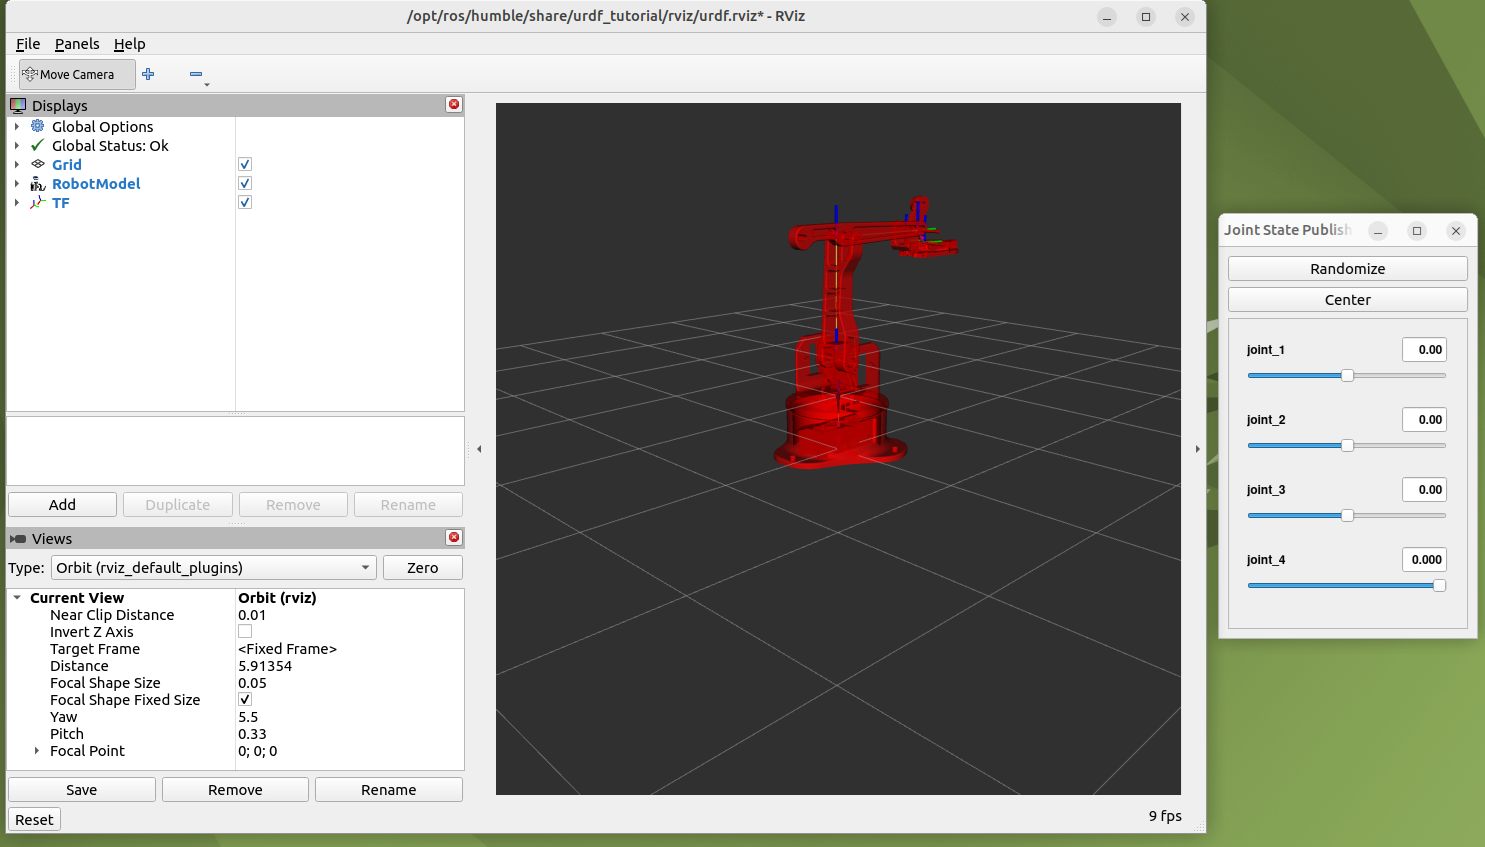 /opt/ros/humble/share/urdf_tutorial/rviz/urdf.rviz* - RViz
File Panels Help
Move Camera
Displays
Global Options
Global Status: Ok
Grid
RobotModel
TF
Add Duplicate Remove Rename
Views
Type: Orbit (rviz_default_plugins) Zero
Current View Orbit (rviz)
Near Clip Distance 0.01
Invert Z Axis
Target Frame <Fixed Frame>
Distance 5.91354
Focal Shape Size 0.05
Focal Shape Fixed Size
Yaw 5.5
Pitch 0.33
Focal Point 0; 0; 0
Save Remove Rename
Reset
9 fps
Joint State Publish
Randomize
Center
joint_1 0.00
joint_2 0.00
joint_3 0.00
joint_4 0.000